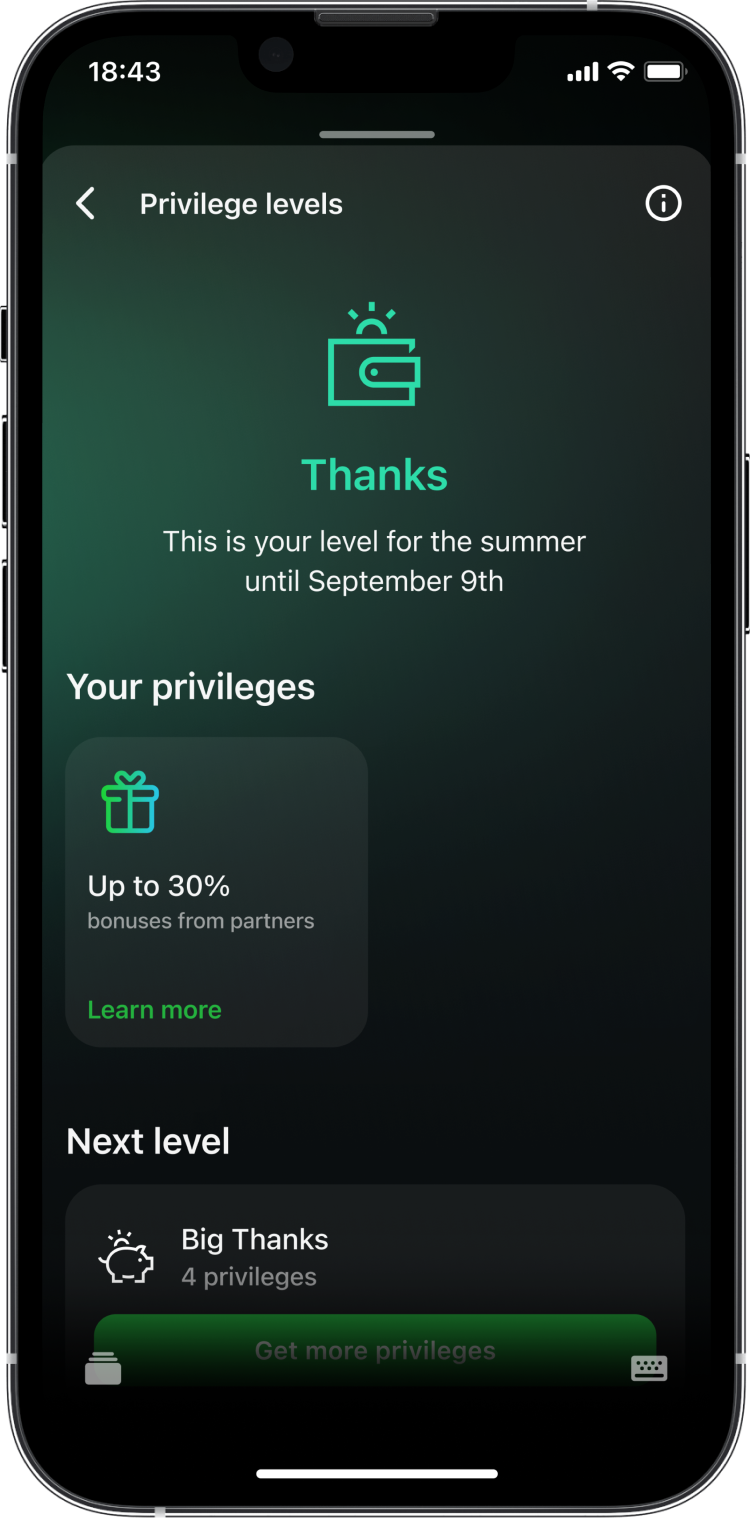 18:43
Privilege levels
Thanks
This is your level for the summer
until September 9th
Your privileges
Up to 30%
bonuses from partners
Learn more
Next level
Big Thanks
4 privileges
Get more privileges